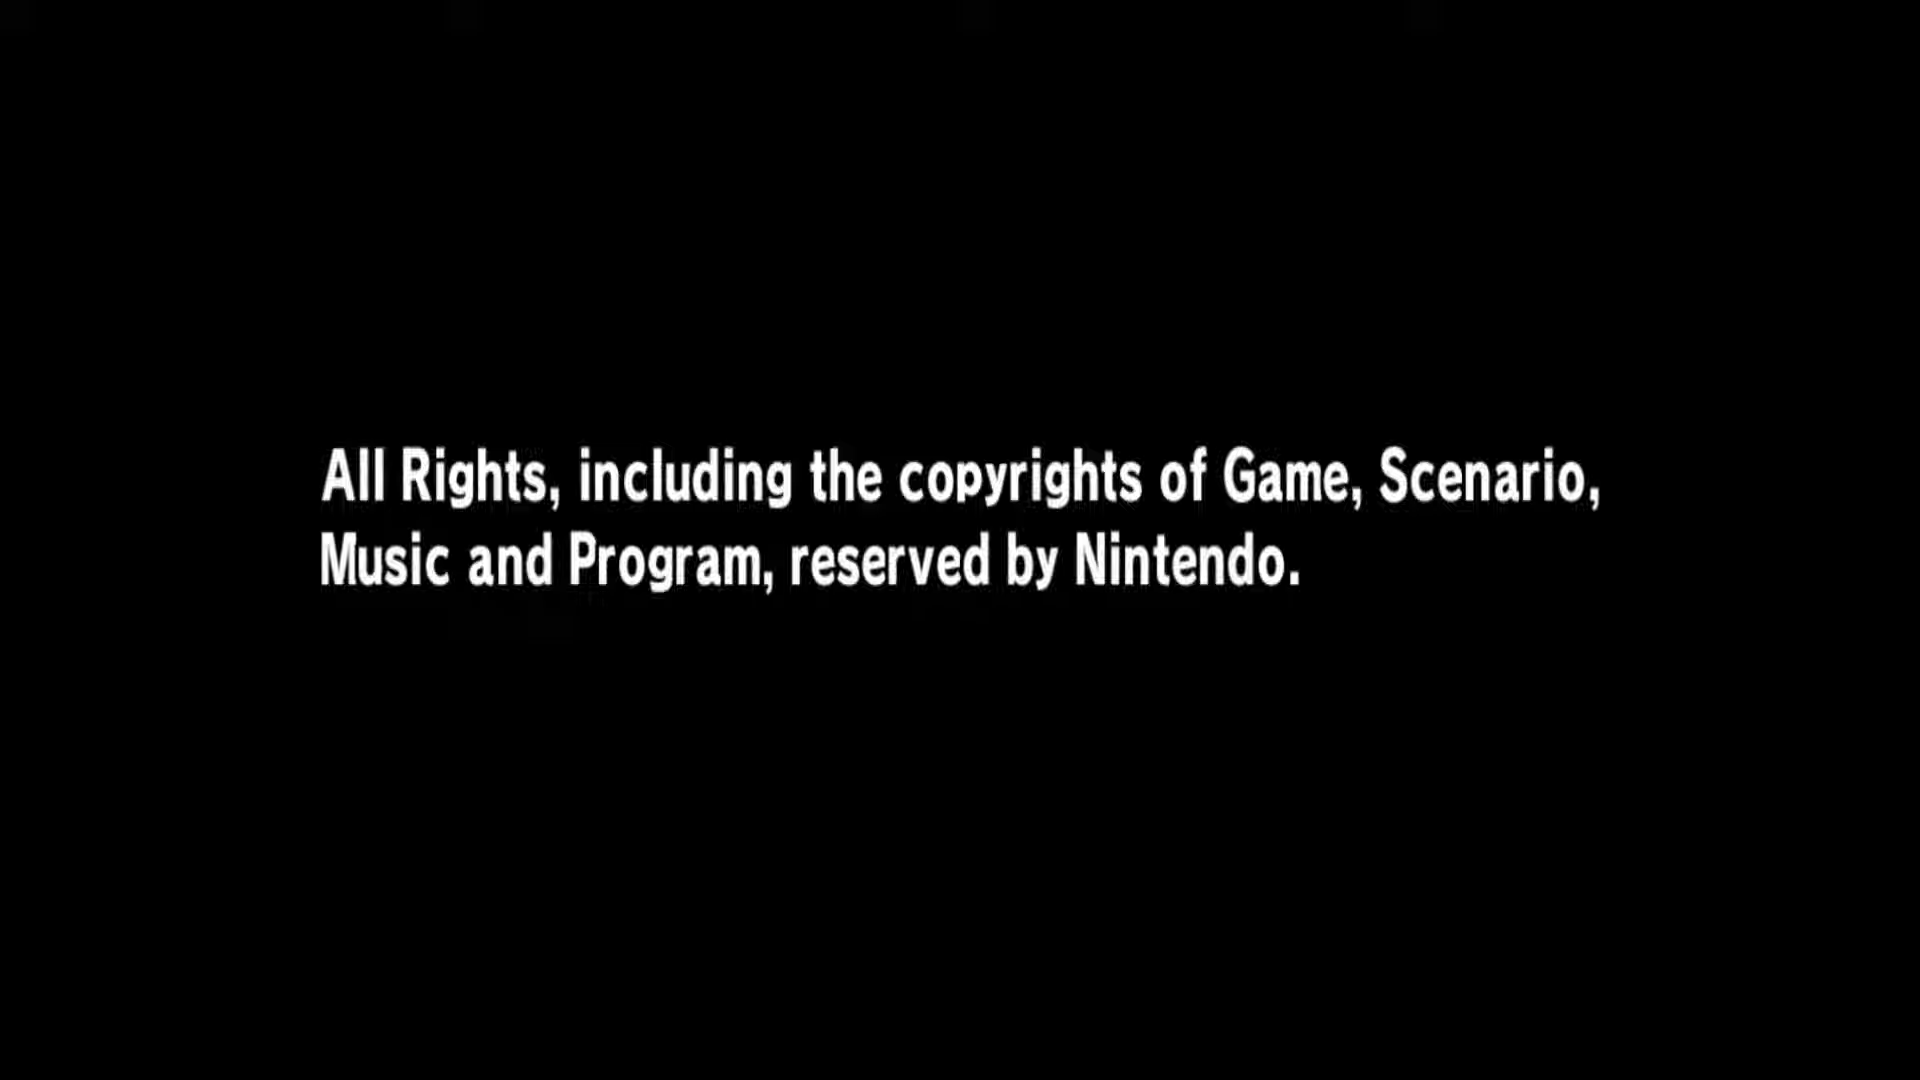 All Rights, including the copyrights of Game, Scenario,
Music and Program, reserved by Nintendo.